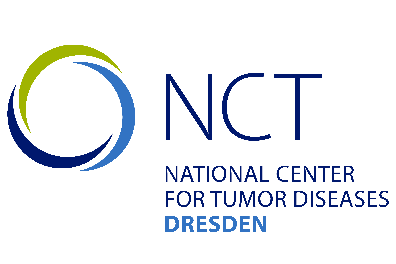 NCT
NATIONAL CENTER
FOR TUMOR DISEASES
DRESDEN